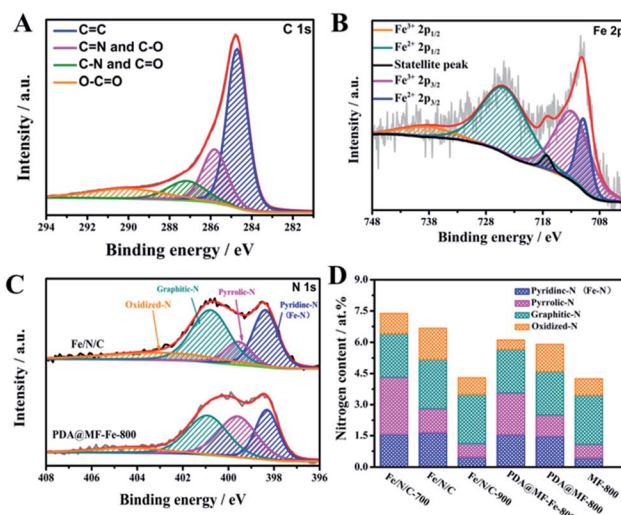 A
C 1s
C=C
C=N and C-O
C-N and C=O
O-C=O
Intensity / a.u.
294 292 290 288 286 284 282
Binding energy / eV
B
Fe 2p
Fe3+ 2p1/2
Fe2+ 2p1/2
Statellite peak
Fe3+ 2p3/2
Fe2+ 2p3/2
Intensity / a.u.
748 738 728 718 708
Binding energy / eV
C
N 1s
Graphitic-N
Oxidized-N
Pyrrolic-N
Pyridinc-N
(Fe-N)
Fe/N/C
PDA@MF-Fe-800
Intensity / a.u.
408 406 404 402 400 398 396
Binding energy / eV
D
Pyridinc-N (Fe-N)
Pyrrolic-N
Graphitic-N
Oxidized-N
Nitrogen content / at.%
9.0
7.5
6.0
4.5
3.0
1.5
0
Fe/N/C-700
Fe/N/C
Fe/N/C-900
PDA@MF-Fe-800
PDA@MF-800
MF-800